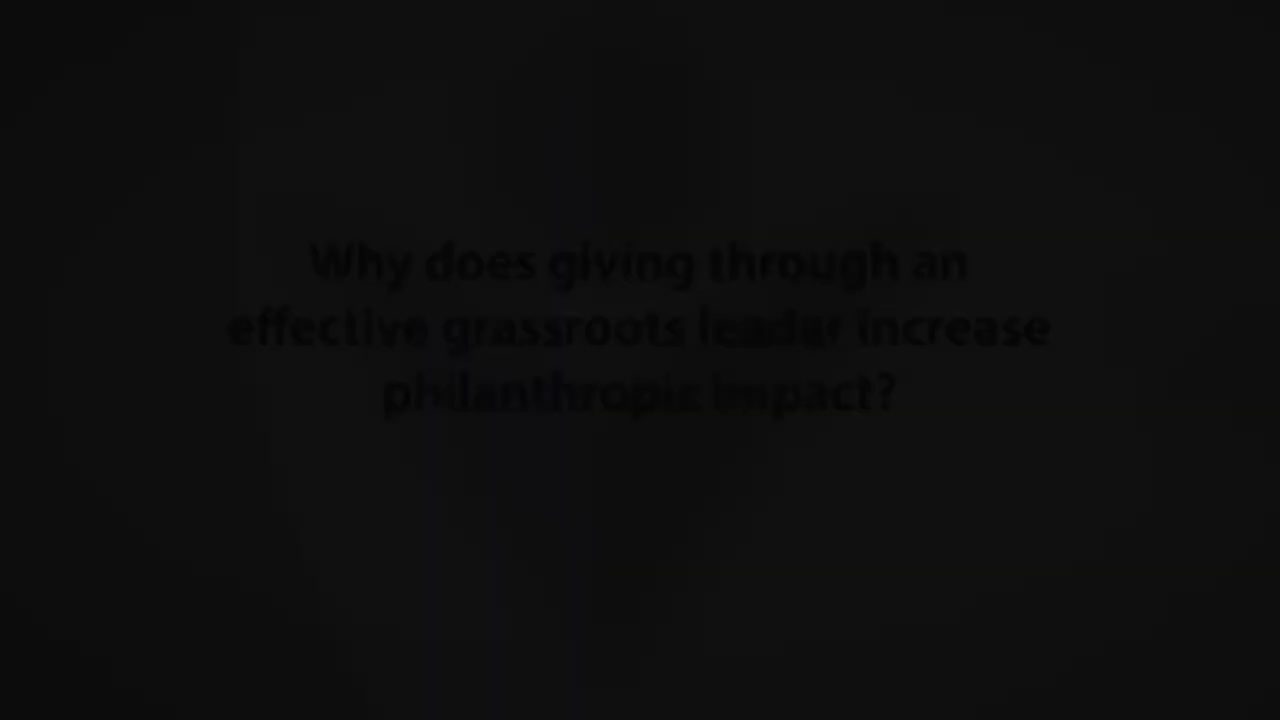 Why does giving through an
effective grassroots leader increase
philanthropic impact?